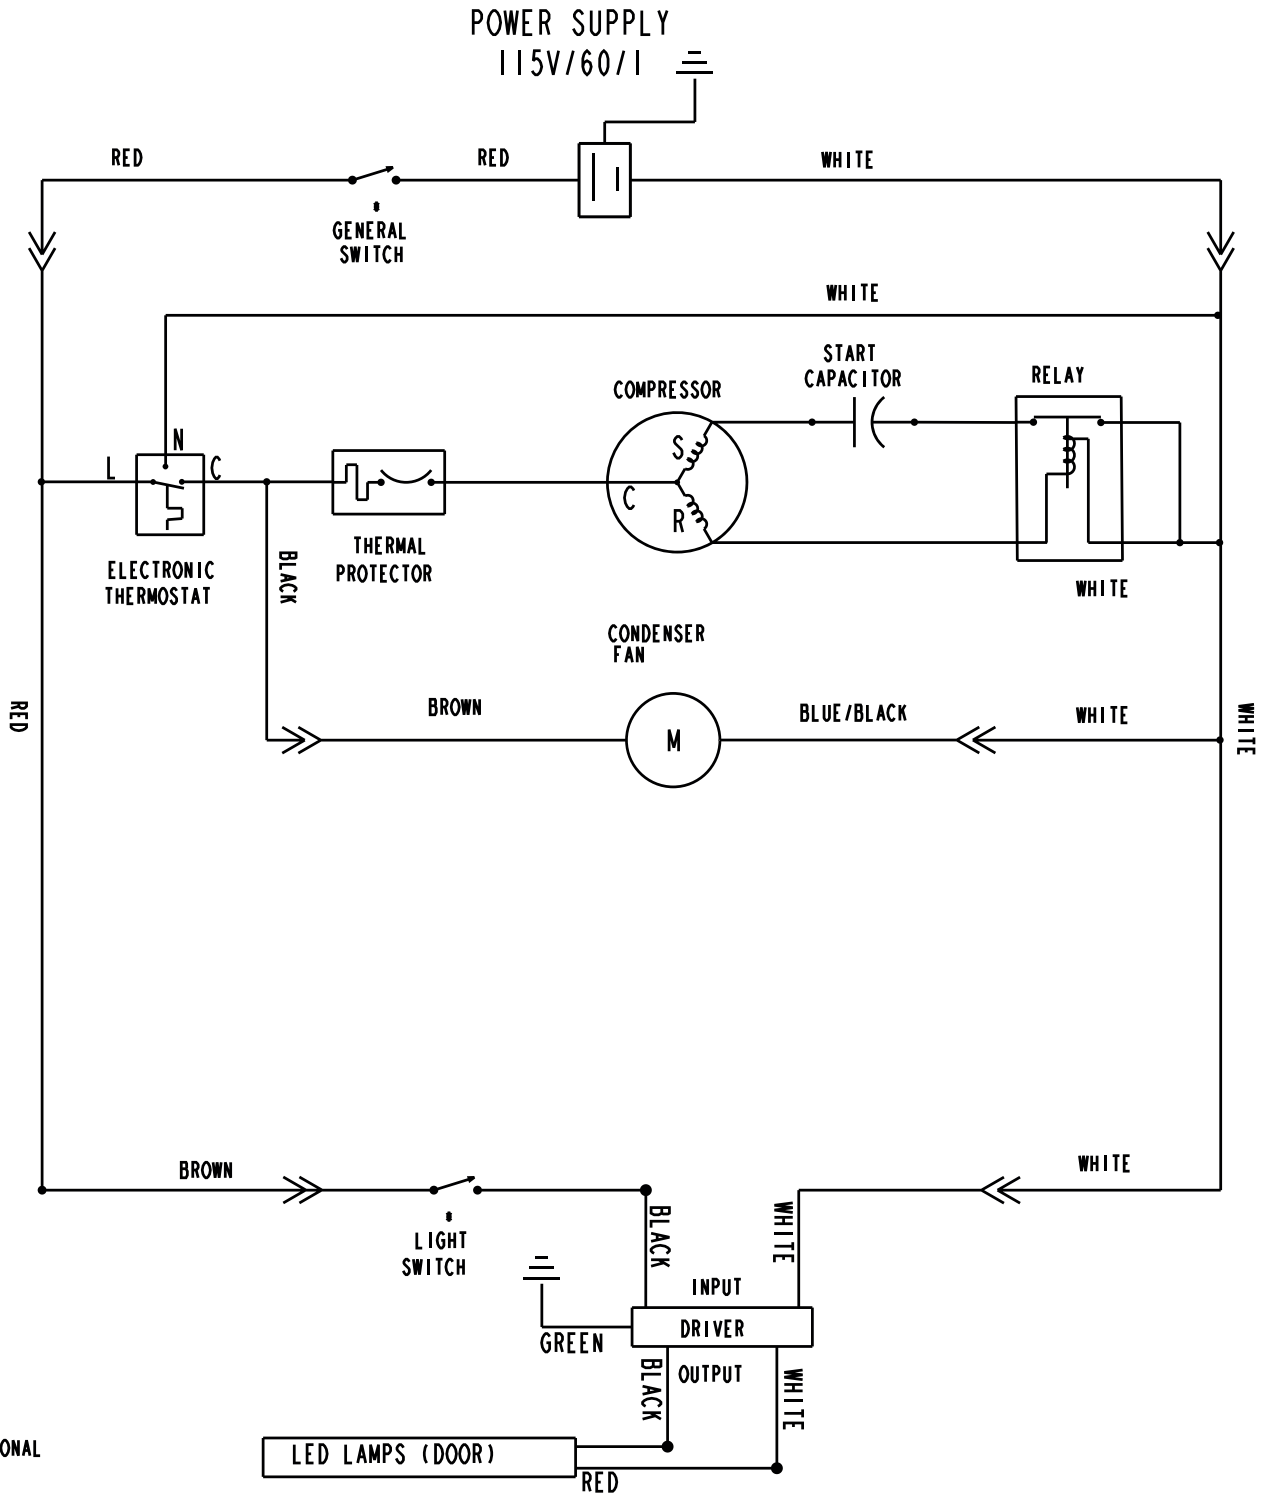 POWER SUPPLY
115V/60/1
RED
RED
WHITE
*
GENERAL
SWITCH
WHITE
START
CAPACITOR
RELAY
COMPRESSOR
N
L
C
S
C
R
THERMAL
PROTECTOR
ELECTRONIC
THERMOSTAT
BLACK
WHITE
CONDENSER
FAN
RED
BROWN
M
BLUE/BLACK
WHITE
WHITE
BROWN
WHITE
*
LIGHT
SWITCH
BLACK
WHITE
INPUT
DRIVER
GREEN
BLACK
OUTPUT
WHITE
ONAL
LED LAMPS (DOOR)
RED